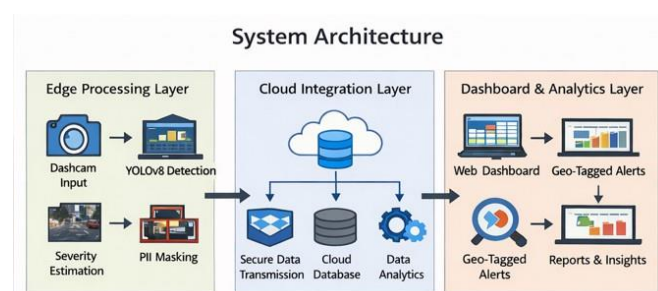 System Architecture
Edge Processing Layer
Dashcam
Input
YOLOv8 Detection
Severity
Estimation
PII Masking
Cloud Integration Layer
Secure Data
Transmission
Cloud
Database
Data
Analytics
Dashboard & Analytics Layer
Web Dashboard
Geo-Tagged Alerts
Geo-Tagged
Alerts
Reports & Insights